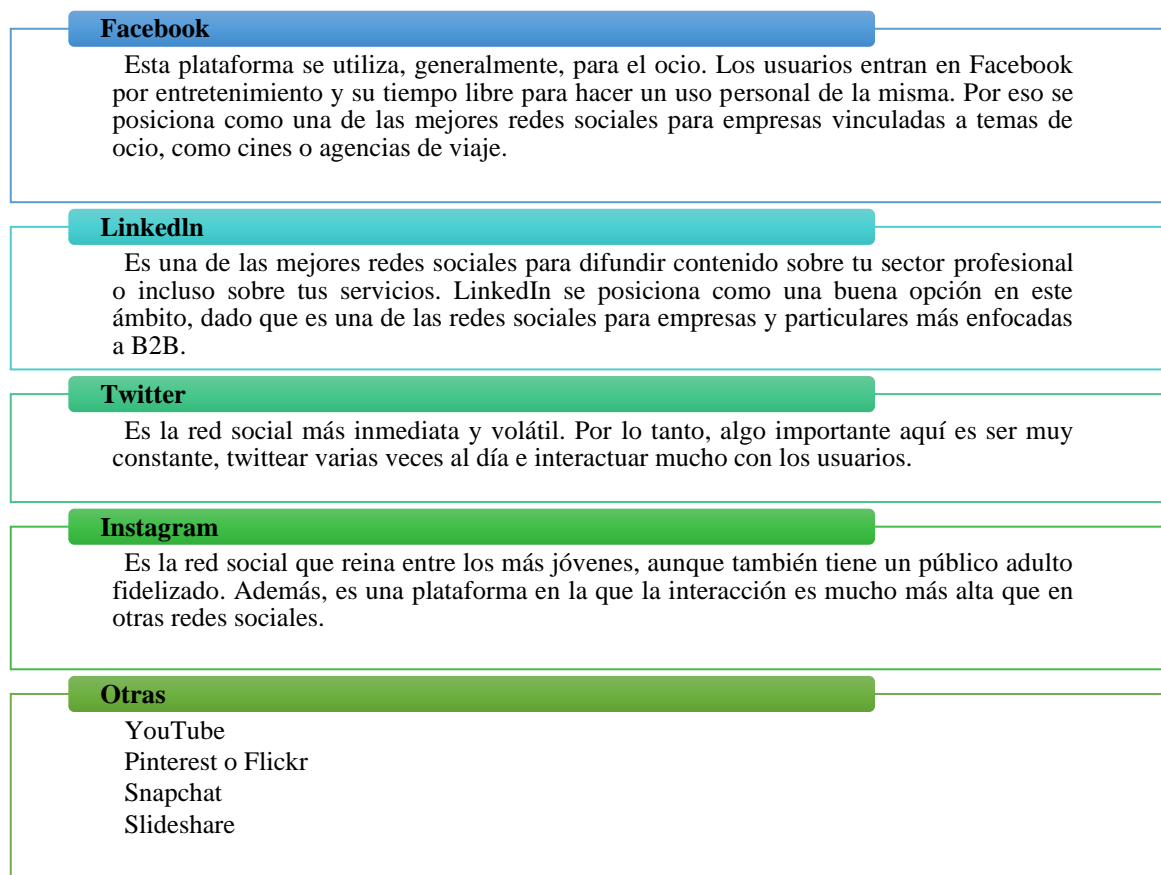 Facebook
Esta plataforma se utiliza, generalmente, para el ocio. Los usuarios entran en Facebook
por entretenimiento y su tiempo libre para hacer un uso personal de la misma. Por eso se
posiciona como una de las mejores redes sociales para empresas vinculadas a temas de
ocio, como cines o agencias de viaje.
Linkedln
Es una de las mejores redes sociales para difundir contenido sobre tu sector profesional
o incluso sobre tus servicios. LinkedIn se posiciona como una buena opción en este
ámbito, dado que es una de las redes sociales para empresas y particulares más enfocadas
a B2B.
Twitter
Es la red social más inmediata y volátil. Por lo tanto, algo importante aquí es ser muy
constante, twittear varias veces al día e interactuar mucho con los usuarios.
Instagram
Es la red social que reina entre los más jóvenes, aunque también tiene un público adulto
fidelizado. Además, es una plataforma en la que la interacción es mucho más alta que en
otras redes sociales.
Otras
YouTube
Pinterest o Flickr
Snapchat
Slideshare